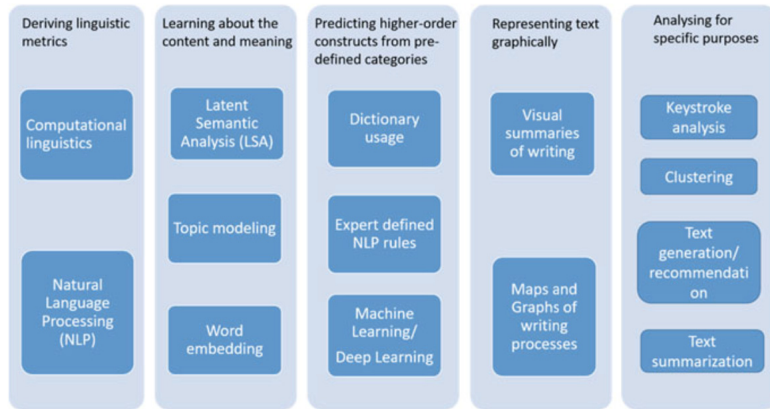 Deriving linguistic
metrics
Computational
linguistics
Natural
Language
Processing
(NLP)
Learning about the
content and meaning
Latent
Semantic
Analysis (LSA)
Topic modeling
Word
embedding
Predicting higher-order
constructs from pre-
defined categories
Dictionary
usage
Expert defined
NLP rules
Machine
Learning/
Deep Learning
Representing text
graphically
Visual
summaries
of writing
Maps and
Graphs of
writing
processes
Analysing for
specific purposes
Keystroke
analysis
Clustering
Text
generation/
recommendati
on
Text
summarization